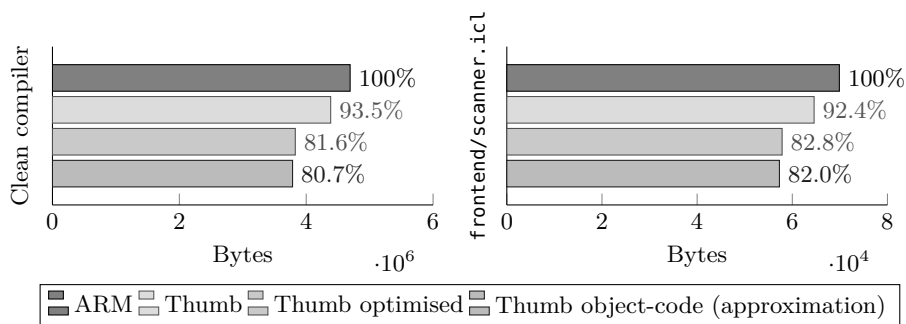 Clean compiler
100%
93.5%
81.6%
80.7%
0 2 4 6
Bytes
·10^6
frontend/scanner.icl
100%
92.4%
82.8%
82.0%
0 2 4 6 8
Bytes
·10^4
ARM Thumb Thumb optimised Thumb object-code (approximation)